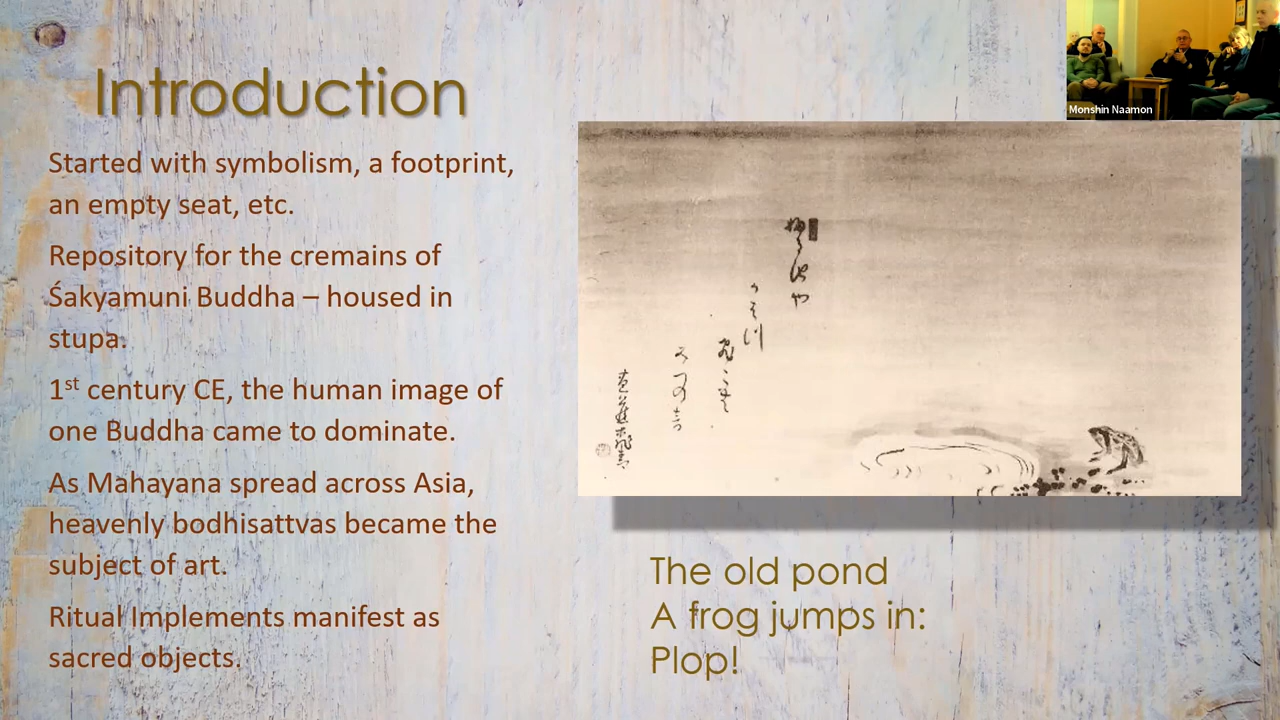 Introduction
Started with symbolism, a footprint,
an empty seat, etc.
Repository for the cremains of
Śakyamuni Buddha – housed in
stupa.
1st century CE, the human image of
one Buddha came to dominate.
As Mahayana spread across Asia,
heavenly bodhisattvas became the
subject of art.
Ritual Implements manifest as
sacred objects.
Monshin Naamon
The old pond
A frog jumps in:
Plop!